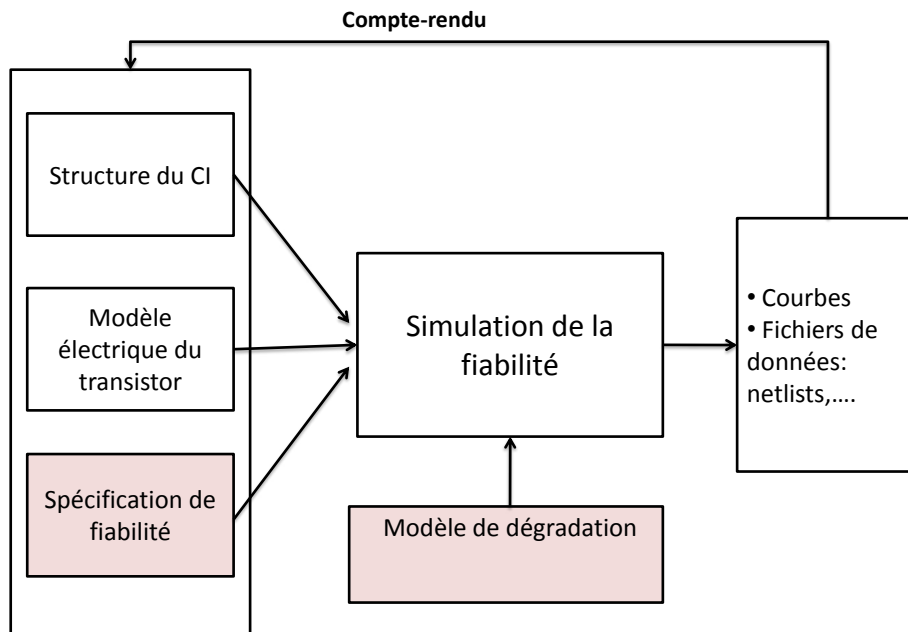 Compte-rendu
Structure du CI
Modèle
électrique du
transistor
Spécification de
fiabilité
Simulation de la
fiabilité
Modèle de dégradation
• Courbes
• Fichiers de
données:
netlists,....